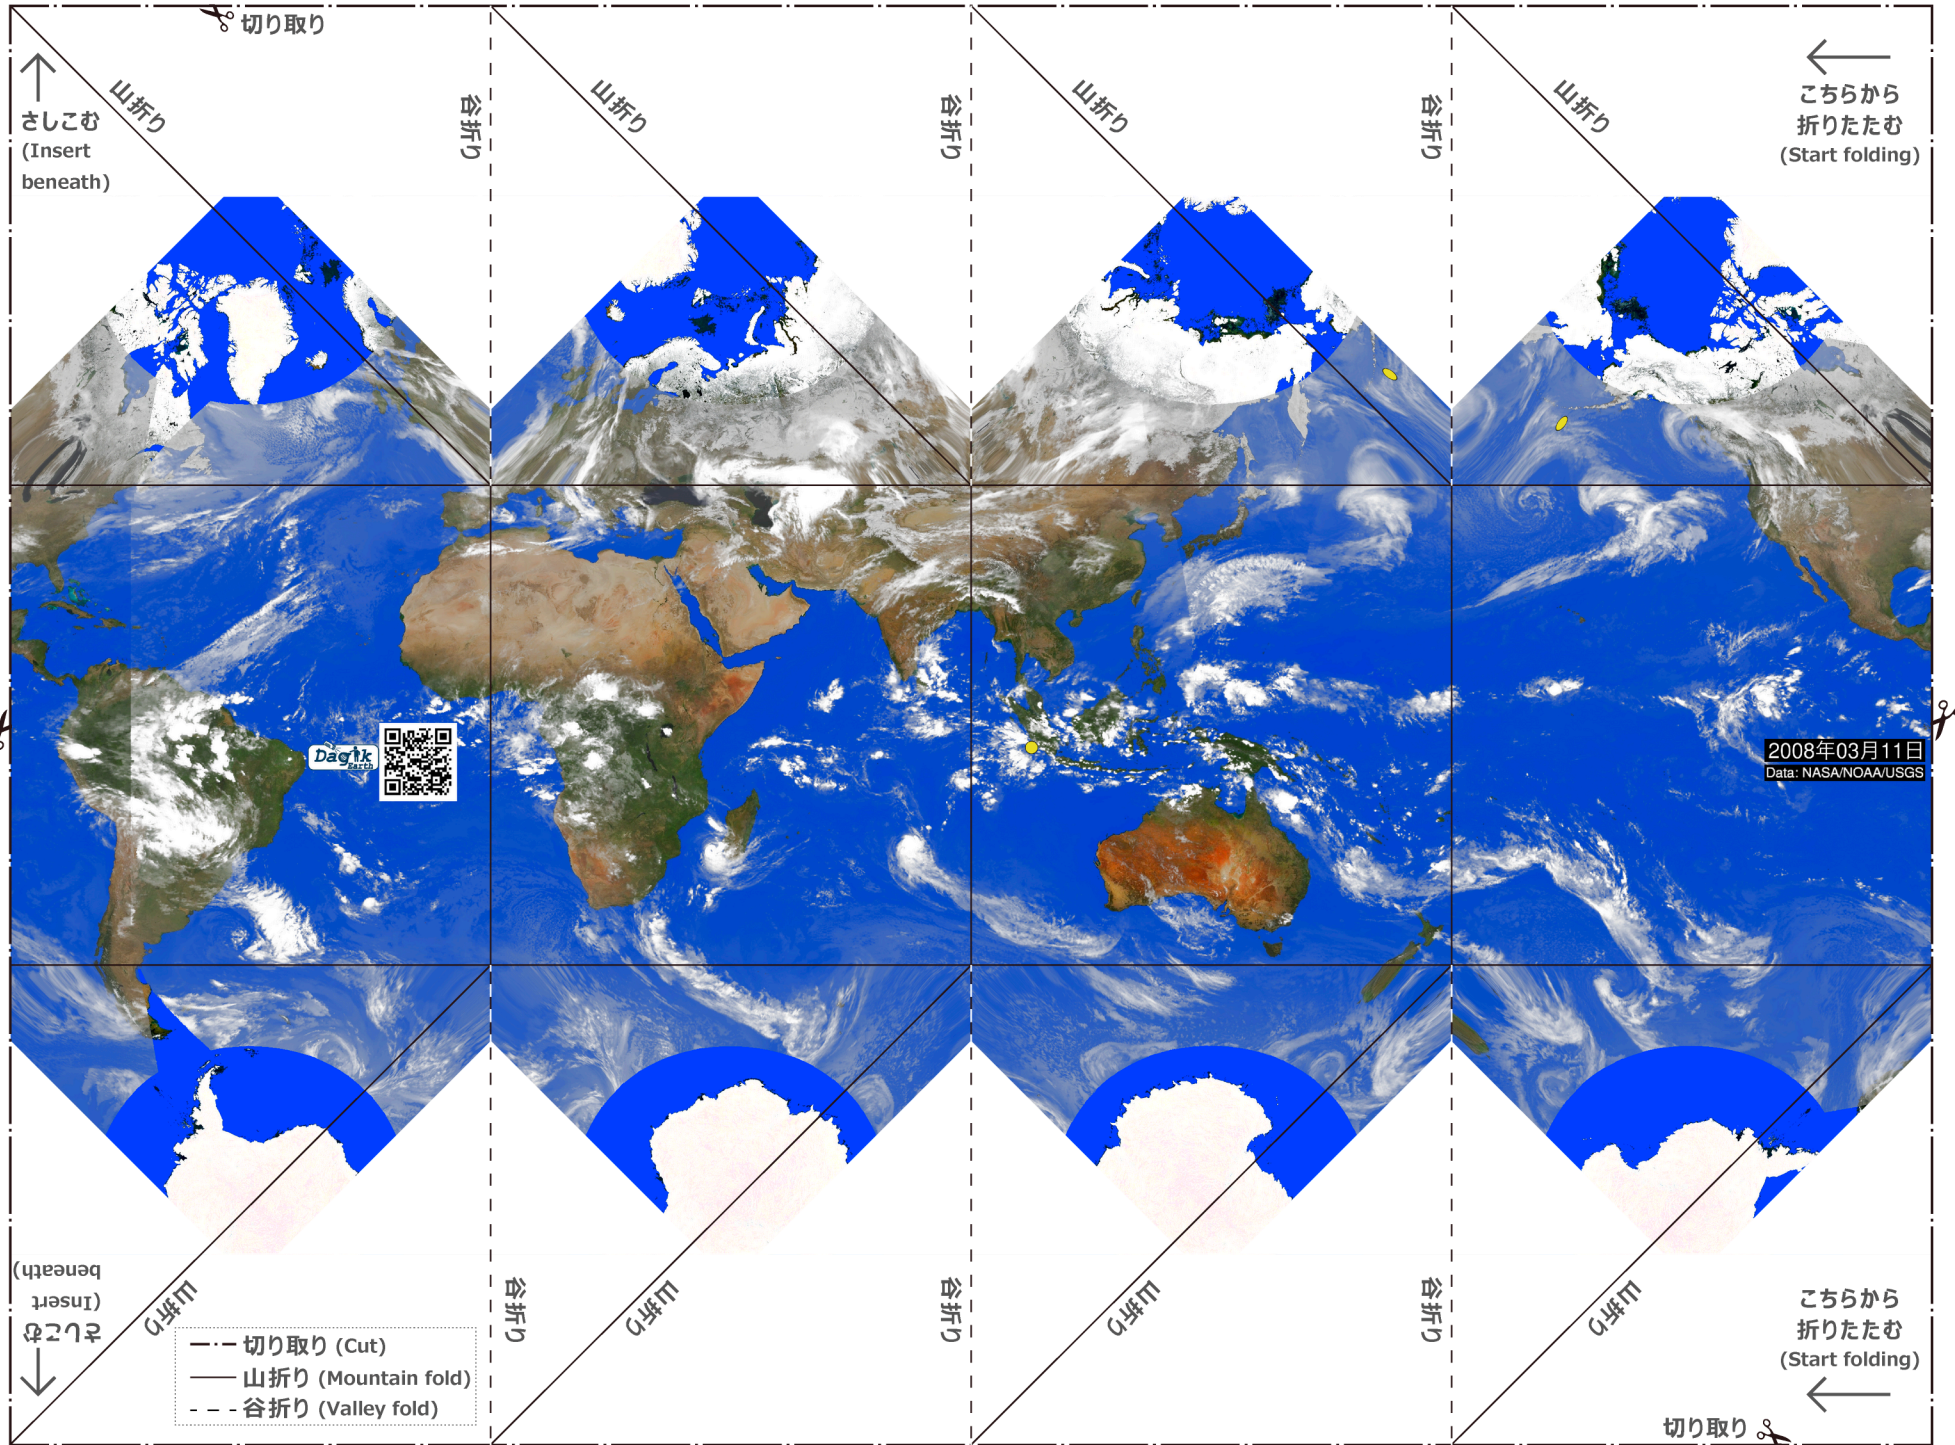 切り取り
山折り
谷折り
山折り
谷折り
山折り
谷折り
山折り
さしこむ
(Insert
beneath)
こちらから
折りたたむ
(Start folding)
Dagik
Earth
2008年03月11日
Data: NASA/NOAA/USGS
さしこむ
(Insert
beneath)
山折り
谷折り
山折り
谷折り
山折り
谷折り
山折り
こちらから
折りたたむ
(Start folding)
切り取り (Cut)
山折り (Mountain fold)
谷折り (Valley fold)
切り取り